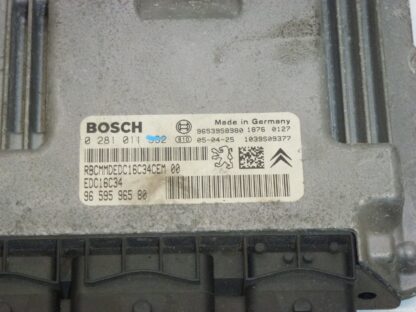 BOSCH
Made in Germany
9653958980 1876 0127
0 281 011
05-04-25 1039S09377
RBCMMDEDC16C34CEM 00
EDC16C34
96 595 965 80